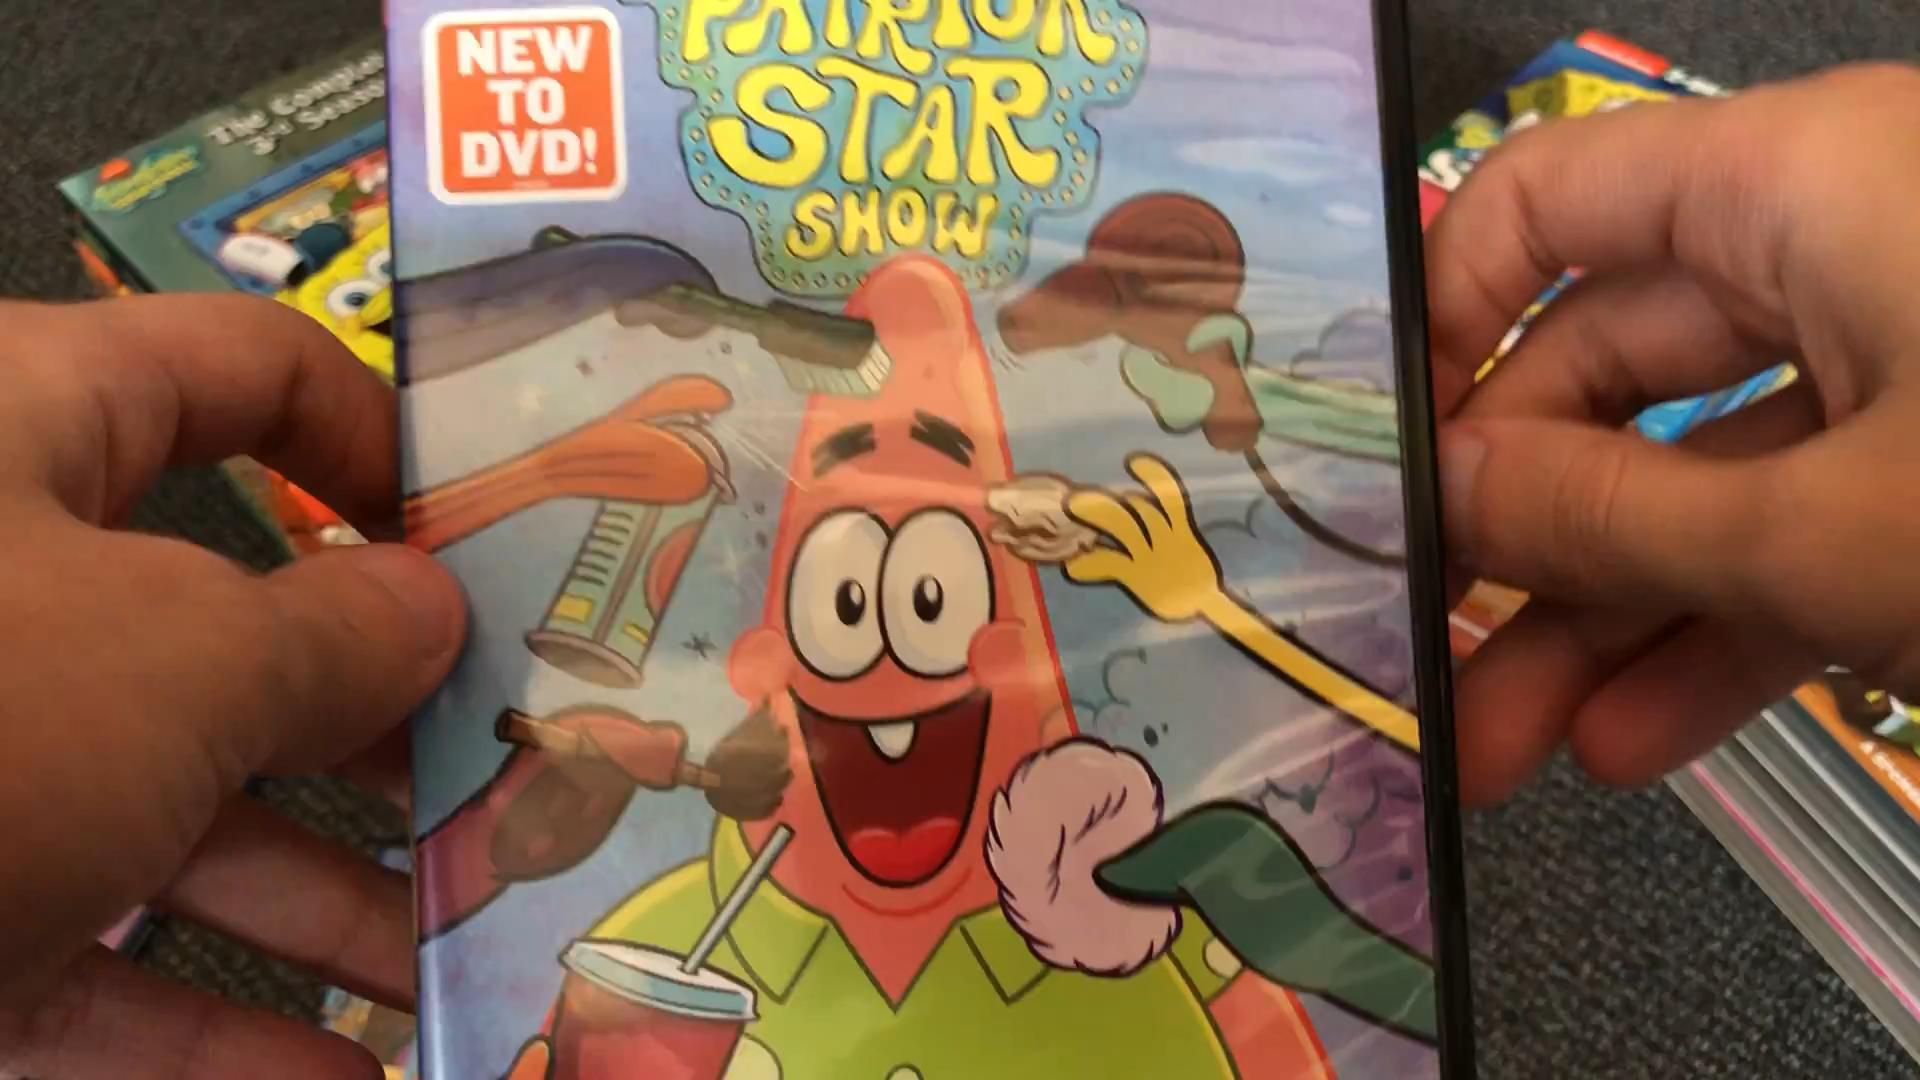 NEW
TO
DVD!
PATRICK
STAR
SHOW
The Complete
3rd Season